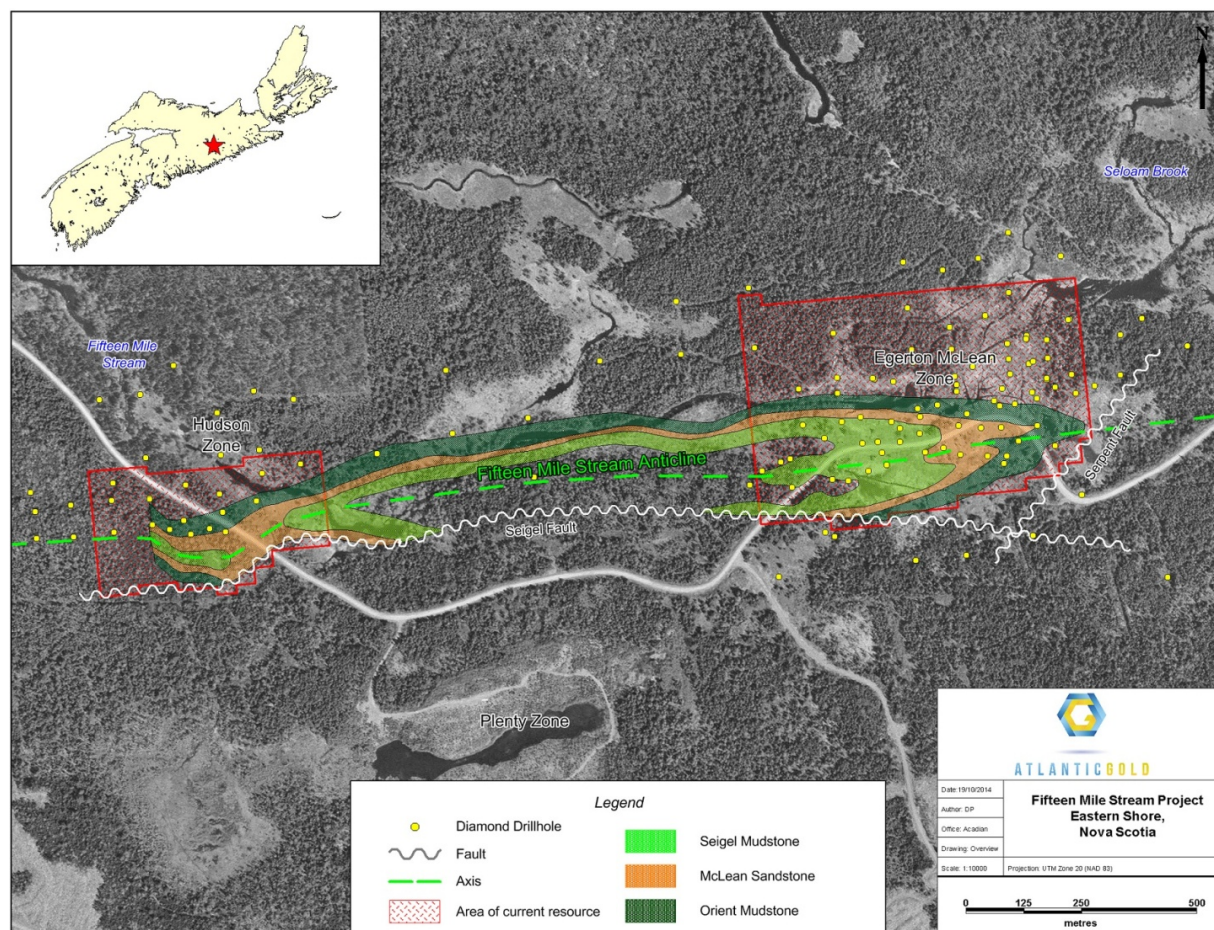 N
Seloam Brook
Fifteen Mile
Stream
Egerton McLean
Zone
Hudson
Zone
Fifteen Mile Stream Anticline
Serpent Fault
Seigel Fault
Plenty Zone
Legend
Diamond Drillhole
Fault
Axis
Area of current resource
Seigel Mudstone
McLean Sandstone
Orient Mudstone
ATLANTICGOLD
Date:19/10/2014
Author: DP
Office: Acadian
Drawing: Overview
Scale: 1:10000
Fifteen Mile Stream Project
Eastern Shore,
Nova Scotia
Projection: UTM Zone 20 (NAD 83)
0 125 250 500
metres